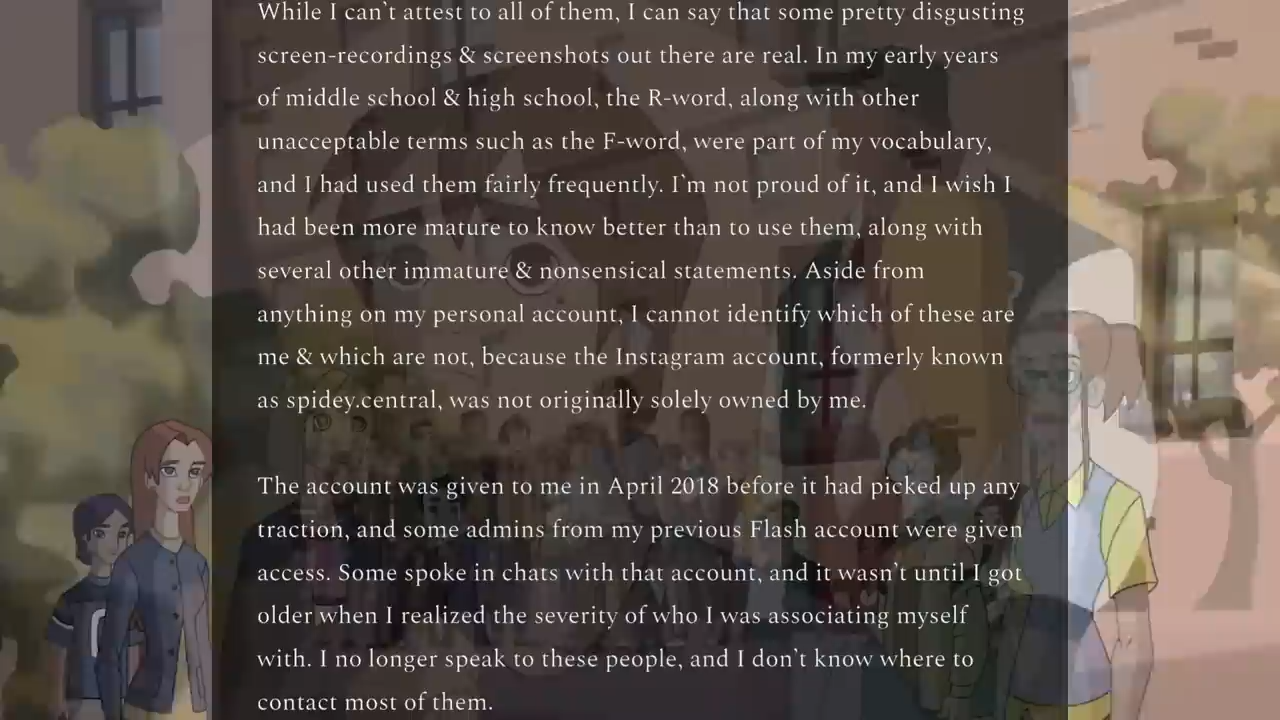 While I can't attest to all of them, I can say that some pretty disgusting
screen-recordings & screenshots out there are real. In my early years
of middle school & high school, the R-word, along with other
unacceptable terms such as the F-word, were part of my vocabulary,
and I had used them fairly frequently. I'm not proud of it, and I wish I
had been more mature to know better than to use them, along with
several other immature & nonsensical statements. Aside from
anything on my personal account, I cannot identify which of these are
me & which are not, because the Instagram account, formerly known
as spidey.central, was not originally solely owned by me.
The account was given to me in April 2018 before it had picked up any
traction, and some admins from my previous Flash account were given
access. Some spoke in chats with that account, and it wasn't until I got
older when I realized the severity of who I was associating myself
with. I no longer speak to these people, and I don't know where to
contact most of them.